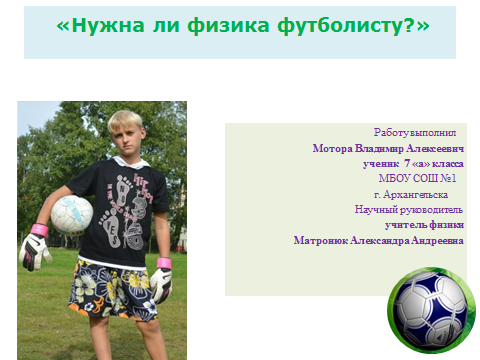 «Нужна ли физика футболисту?»
Работу выполнил
Мотора Владимир Алексеевич
ученик 7 «а» класса
МБОУ СОШ №1
г. Архангельска
Научный руководитель
учитель физики
Матронюк Александра Андреевна